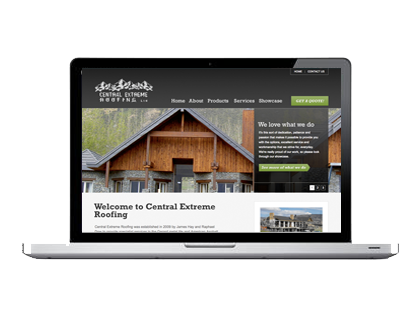 HOME | CONTACT US
CENTRAL EXTREME
ROOFING LTD
Home About Products Services Showcase GET A QUOTE!
We love what we do
It's this sort of dedication, patience and
passion that makes it possible to provide you
with the options, excellent service and
workmanship that we strive for, everyday.
We're really proud of our work, so please look
through our showcase.
See more of what we do
1 2 3
Welcome to Central Extreme
Roofing
Central Extreme Roofing was established in 2006 by James Hay and Raphael